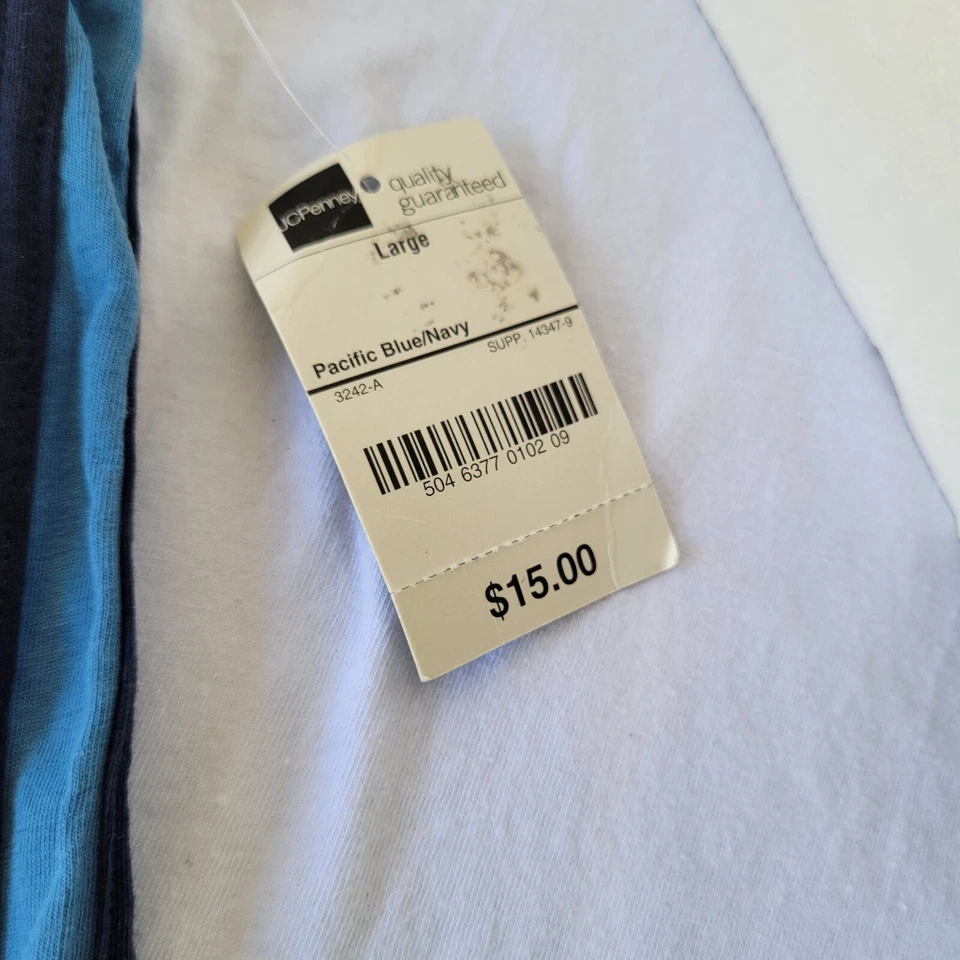 JCPenney
quality
guaranteed
Large
Pacific Blue/Navy
3242-A
SUPP. 14347-9
504 6377 0102 09
$15.00